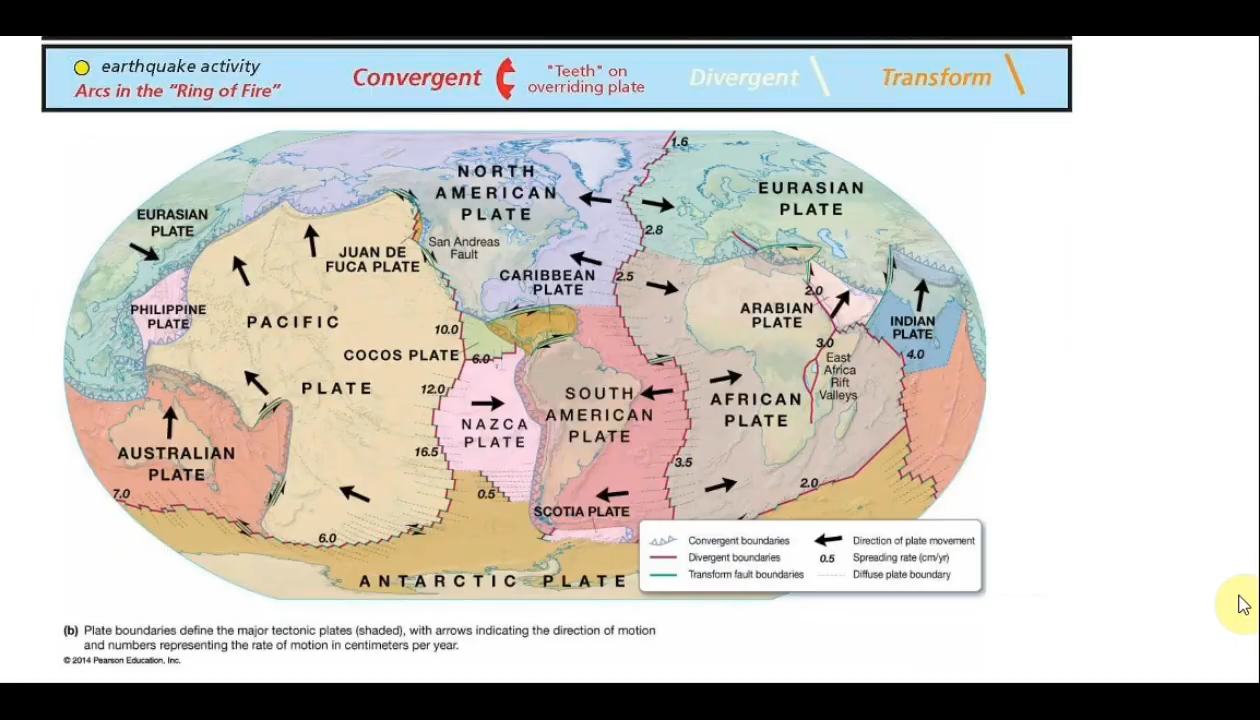 earthquake activity
Arcs in the "Ring of Fire"
Convergent
"Teeth" on
overriding plate
Divergent
Transform
1.6
NORTH
AMERICAN
PLATE
EURASIAN
PLATE
EURASIAN
PLATE
2.8
San Andreas
Fault
JUAN DE
FUCA PLATE
CARIBBEAN
PLATE
2.5
2.0
ARABIAN
PLATE
PHILIPPINE
PLATE
PACIFIC
PLATE
10.0
INDIAN
PLATE
4.0
3.0
COCOS PLATE
6.0
East
Africa
Rift
Valleys
12.0
SOUTH
AMERICAN
PLATE
AFRICAN
PLATE
NAZCA
PLATE
AUSTRALIAN
PLATE
16.5
3.5
7.0
0.5
2.0
SCOTIA PLATE
6.0
ANTARCTIC PLATE
Convergent boundaries
Divergent boundaries
Transform fault boundaries
Direction of plate movement
0.5 Spreading rate (cm/yr)
Diffuse plate boundary
(b) Plate boundaries define the major tectonic plates (shaded), with arrows indicating the direction of motion
and numbers representing the rate of motion in centimeters per year.
© 2014 Pearson Education, Inc.